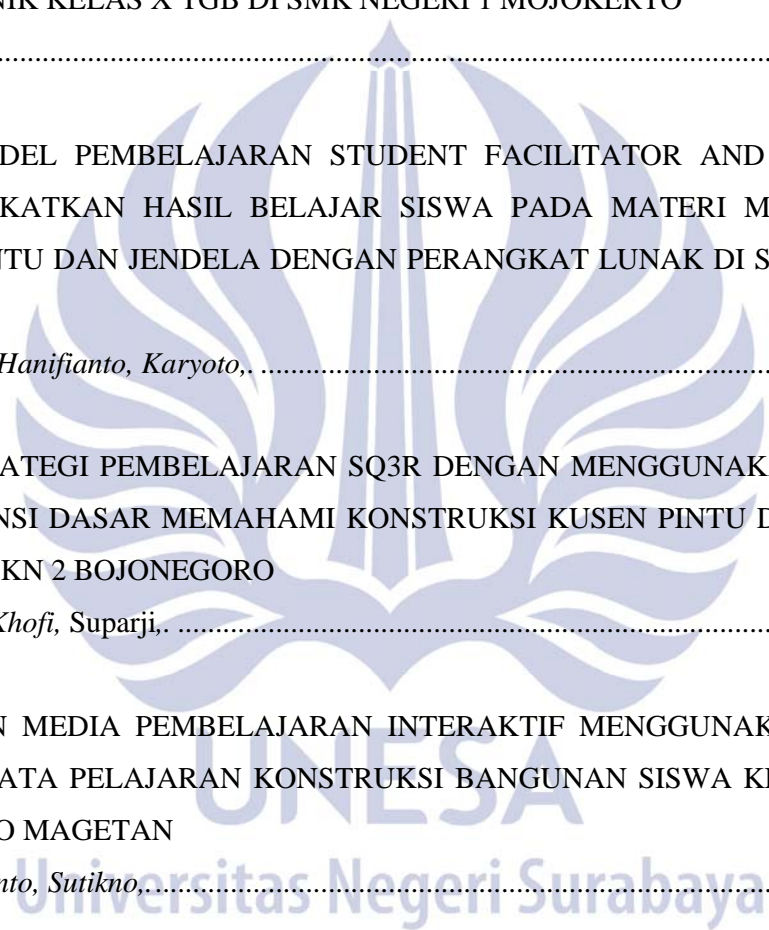 NIK KELAS X TGB DI SMK NEGERI 1 MOJOKERTO
........................................................................................................................
DEL PEMBELAJARAN STUDENT FACILITATOR AND
KATKAN HASIL BELAJAR SISWA PADA MATERI M
NTU DAN JENDELA DENGAN PERANGKAT LUNAK DI S
Hanifianto, Karyoto,. ................................................................................
ATEGI PEMBELAJARAN SQ3R DENGAN MENGGUNAK
NSI DASAR MEMAHAMI KONSTRUKSI KUSEN PINTU D
KN 2 BOJONEGORO
Khofi, Suparji,. ...........................................................................................
N MEDIA PEMBELAJARAN INTERAKTIF MENGGUNAK
ATA PELAJARAN KONSTRUKSI BANGUNAN SISWA KE
O MAGETAN
UNESA
nto, Sutikno,. ................................................................................................
Universitas Negeri Surabaya